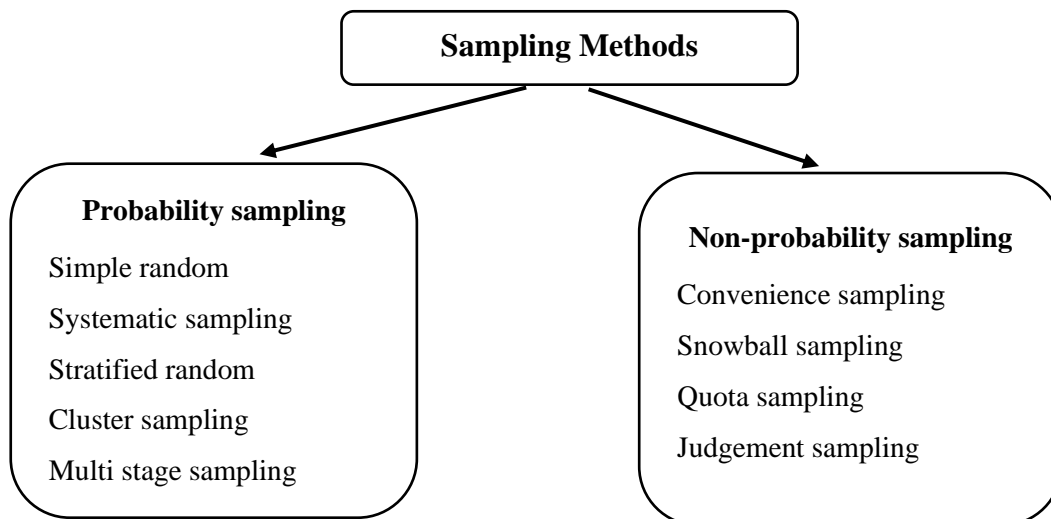 Sampling Methods
Probability sampling
Simple random
Systematic sampling
Stratified random
Cluster sampling
Multi stage sampling
Non-probability sampling
Convenience sampling
Snowball sampling
Quota sampling
Judgement sampling